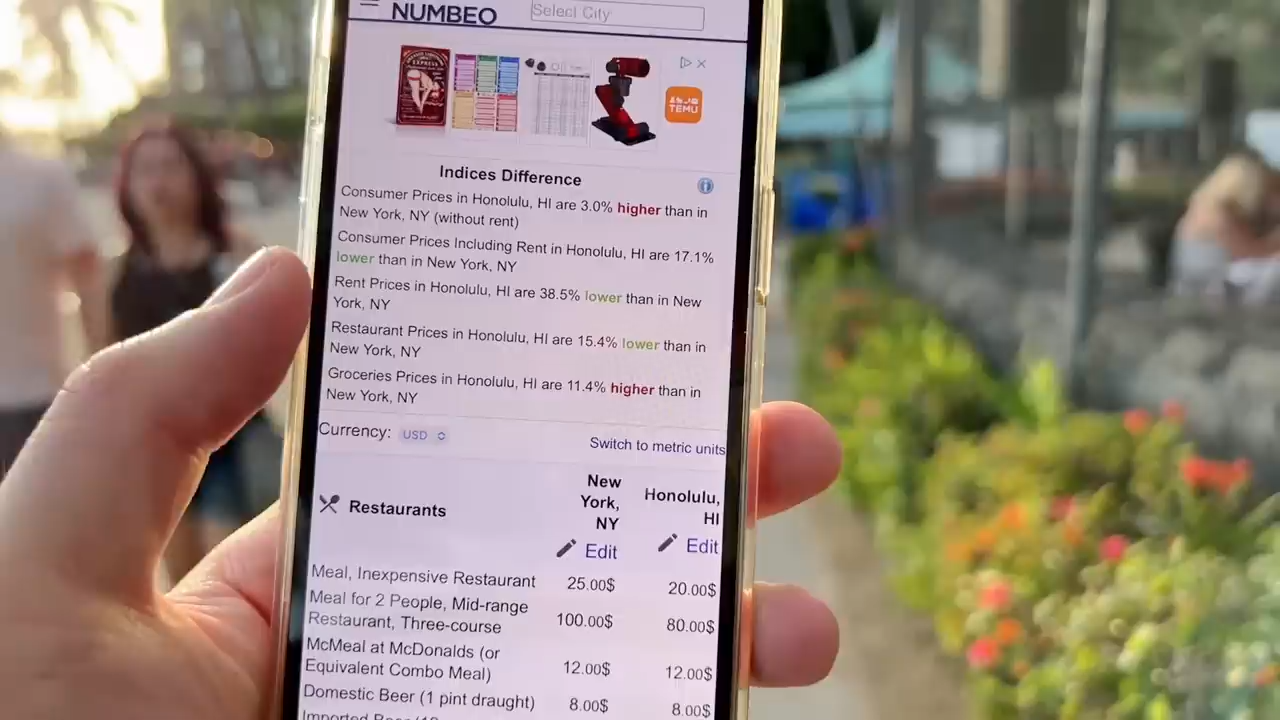 NUMBEO
Select City
EXPRESS
TEMU
Indices Difference
Consumer Prices in Honolulu, HI are 3.0% higher than in
New York, NY (without rent)
Consumer Prices Including Rent in Honolulu, HI are 17.1%
lower than in New York, NY
Rent Prices in Honolulu, HI are 38.5% lower than in New
York, NY
Restaurant Prices in Honolulu, HI are 15.4% lower than in
New York, NY
Groceries Prices in Honolulu, HI are 11.4% higher than in
New York, NY
Currency: USD
Switch to metric units
Restaurants
New
York,
NY
Edit
Honolulu,
HI
Edit
Meal, Inexpensive Restaurant 25.00$ 20.00$
Meal for 2 People, Mid-range
Restaurant, Three-course 100.00$ 80.00$
McMeal at McDonalds (or
Equivalent Combo Meal) 12.00$ 12.00$
Domestic Beer (1 pint draught) 8.00$ 8.00$